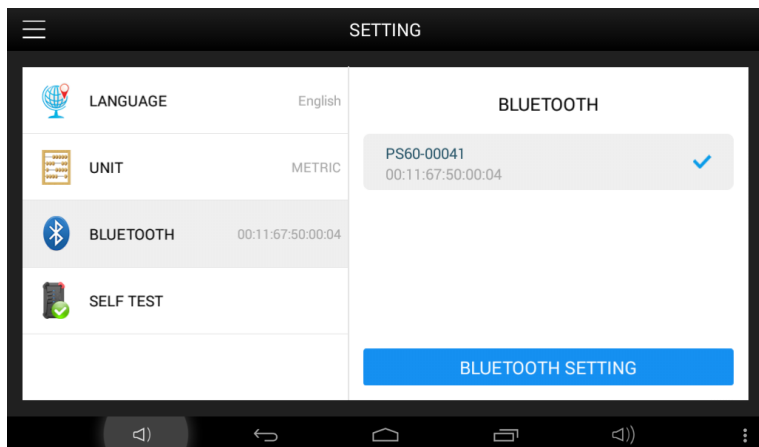 SETTING
LANGUAGE English
UNIT METRIC
BLUETOOTH 00:11:67:50:00:04
SELF TEST
BLUETOOTH
PS60-00041
00:11:67:50:00:04
BLUETOOTH SETTING